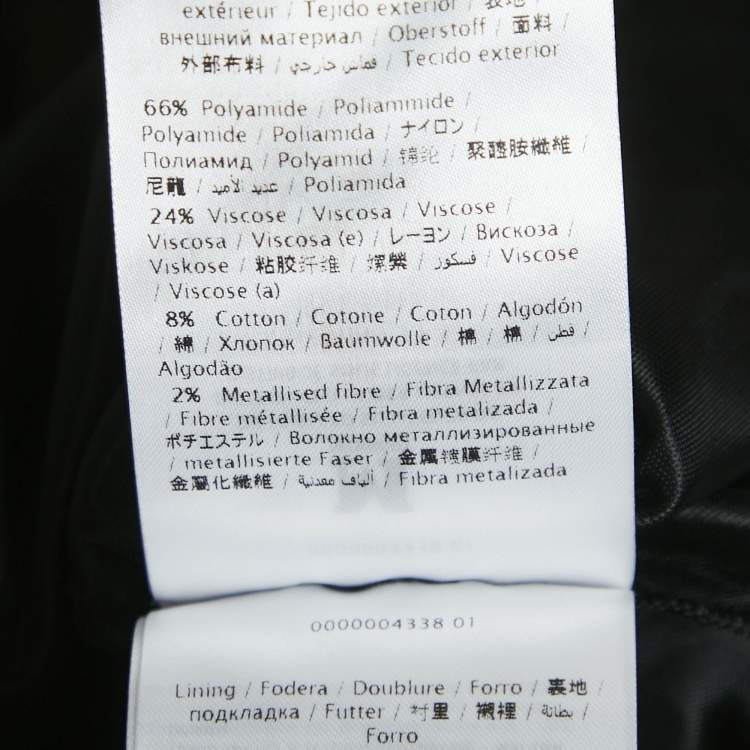 extérieur / Tejido exterior / 表地 /
внешний материал / Oberstoff / 面料 /
外部布料 / قماش خارجي / Tecido exterior
66% Polyamide / Poliammide /
Polyamide / Poliamida / ナイロン /
Полиамид / Polyamid / 锦纶 / 聚醯胺纖維 /
尼龍 / عديد الأميد / Poliamida
24% Viscose / Viscosa / Viscose /
Viscosa / Viscosa (e) / レーヨン / Вискоза /
Viskose / 粘胶纤维 / 嫘縈 / فسكوز / Viscose
/ Viscose (a)
8% Cotton / Cotone / Coton / Algodón
/ 綿 / Хлопок / Baumwolle / 棉 / 棉 / قطن /
Algodão
2% Metallised fibre / Fibra Metallizzata
/ Fibre métallisée / Fibra metalizada /
ポチエステル / Волокно металлизированные
/ metallisierte Faser / 金属镀膜纤维 /
金屬化纖維 / ألياف معدنية / Fibra metalizada
0000004338 01
Lining / Fodera / Doublure / Forro / 裏地 /
подкладка / Futter / 衬里 / 襯裡 / بطانة /
Forro